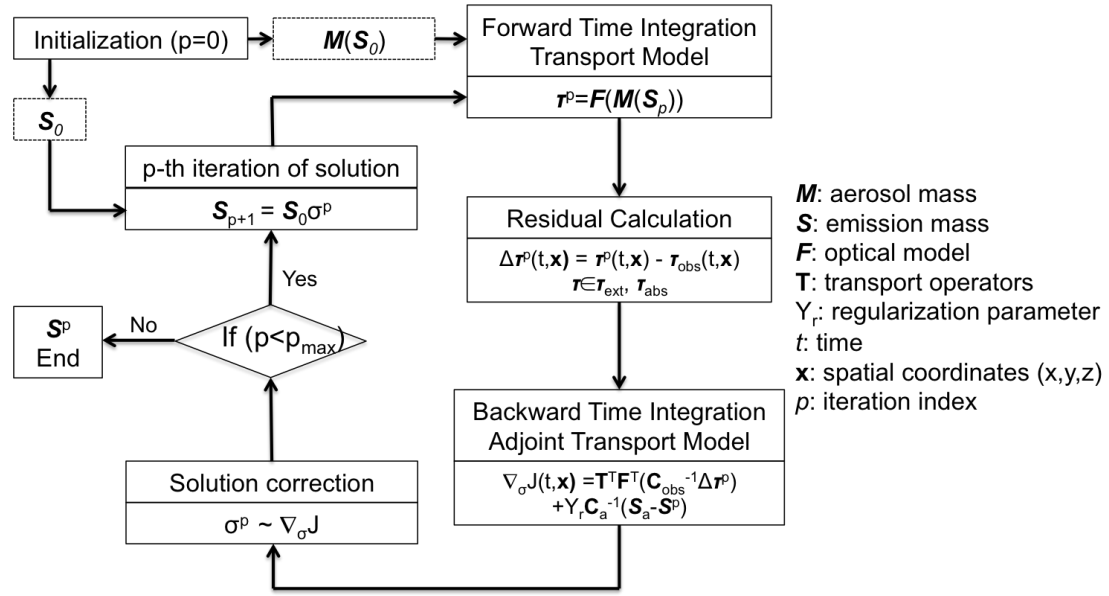 Initialization (p=0)
M(S₀)
Forward Time Integration
Transport Model
τᵖ=F(M(Sₚ))
S₀
p-th iteration of solution
Sₚ₊₁ = S₀σᵖ
Residual Calculation
Δτᵖ(t,x) = τᵖ(t,x) - τobs(t,x)
τ∈τext, τabs
Yes
No
If (p<pmax)
Sᵖ
End
Backward Time Integration
Adjoint Transport Model
∇σJ(t,x) =TᵀFᵀ(Cobs⁻¹Δτᵖ)
+YrCa⁻¹(Sa-Sᵖ)
Solution correction
σᵖ ~ ∇σJ
M: aerosol mass
S: emission mass
F: optical model
T: transport operators
Yr: regularization parameter
t: time
x: spatial coordinates (x,y,z)
p: iteration index